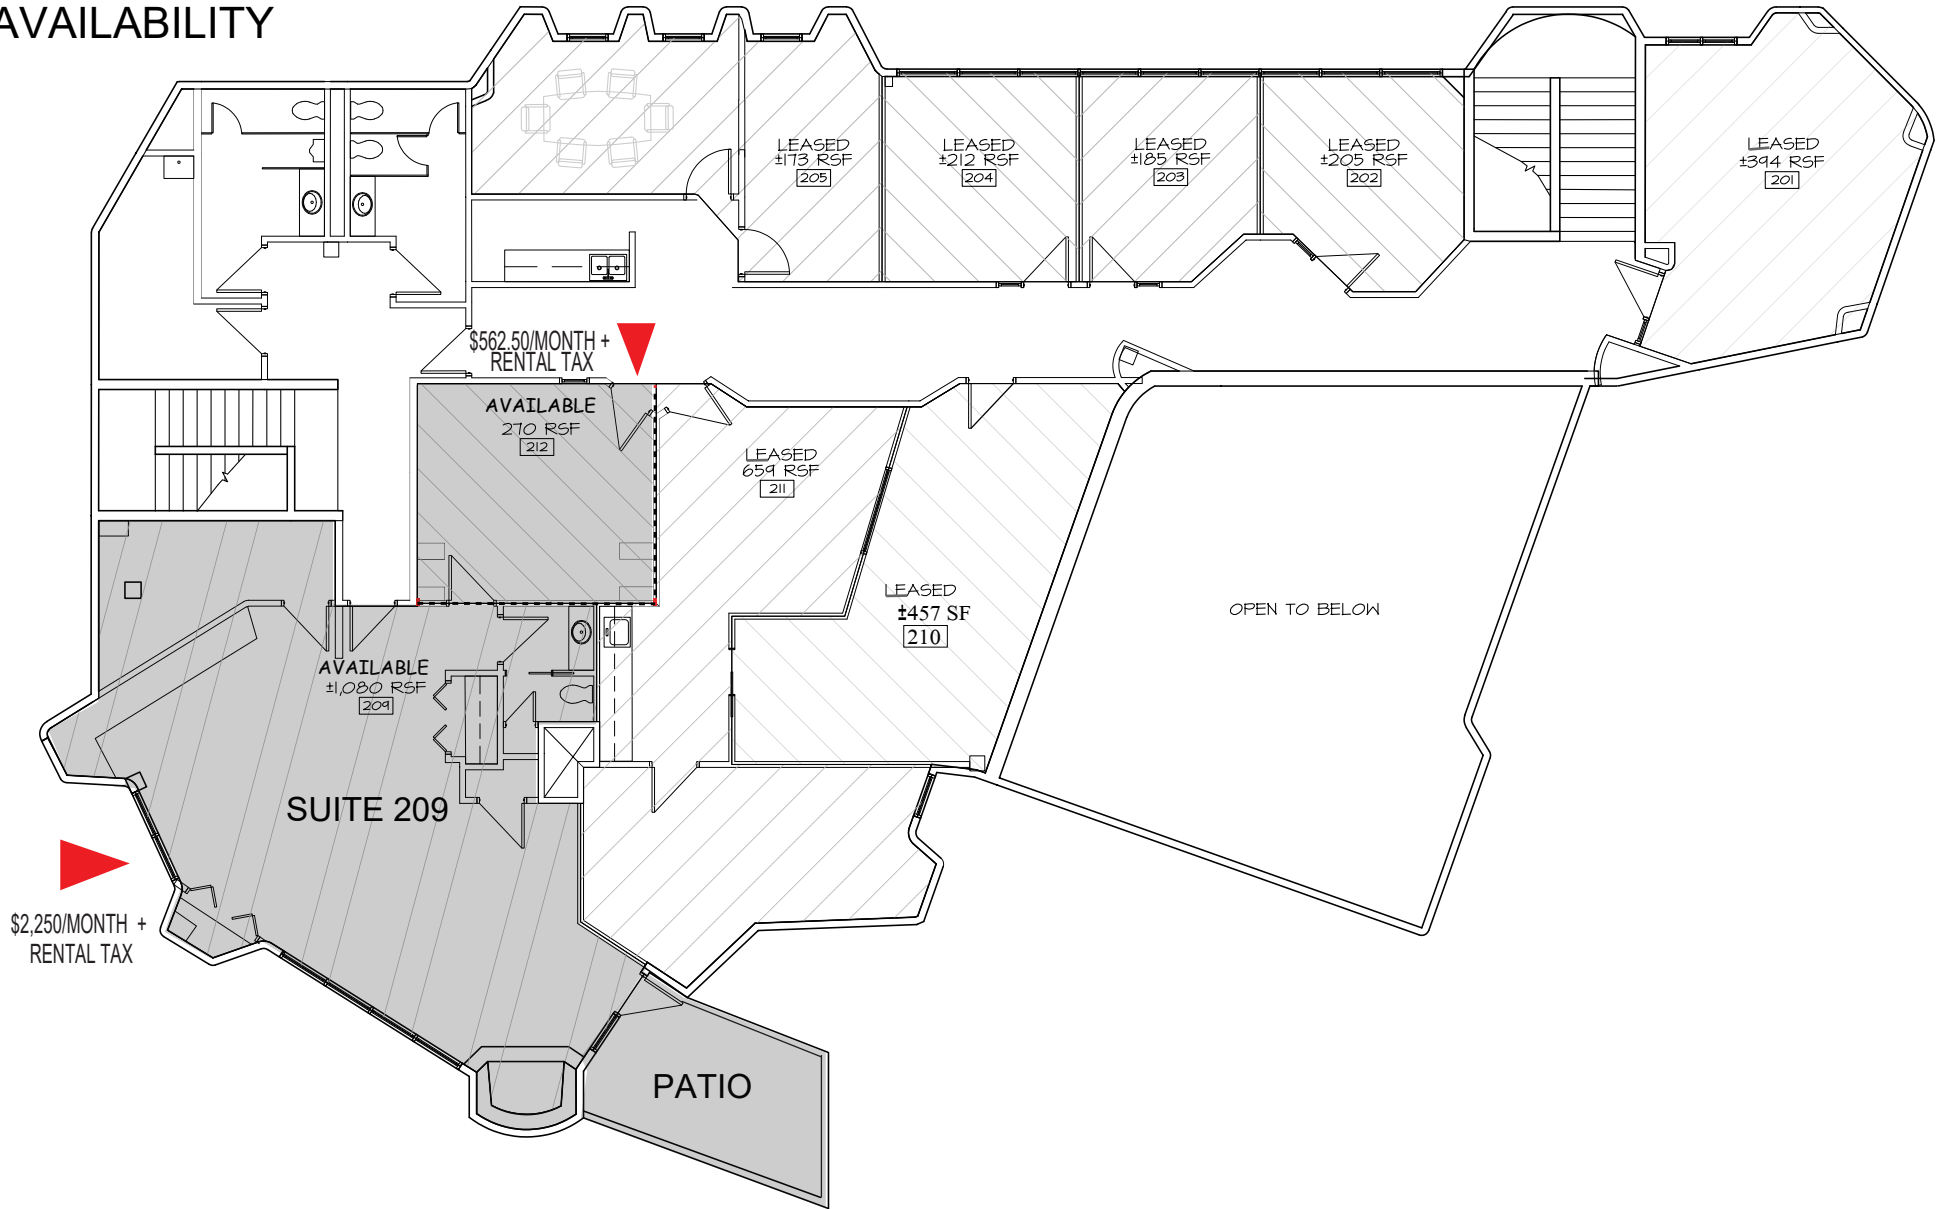 AVAILABILITY
LEASED
±173 RSF
205
LEASED
±212 RSF
204
LEASED
±185 RSF
203
LEASED
±205 RSF
202
LEASED
±394 RSF
201
$562.50/MONTH +
RENTAL TAX
AVAILABLE
270 RSF
212
LEASED
659 RSF
211
LEASED
±457 SF
210
OPEN TO BELOW
AVAILABLE
±1,080 RSF
209
SUITE 209
$2,250/MONTH +
RENTAL TAX
PATIO